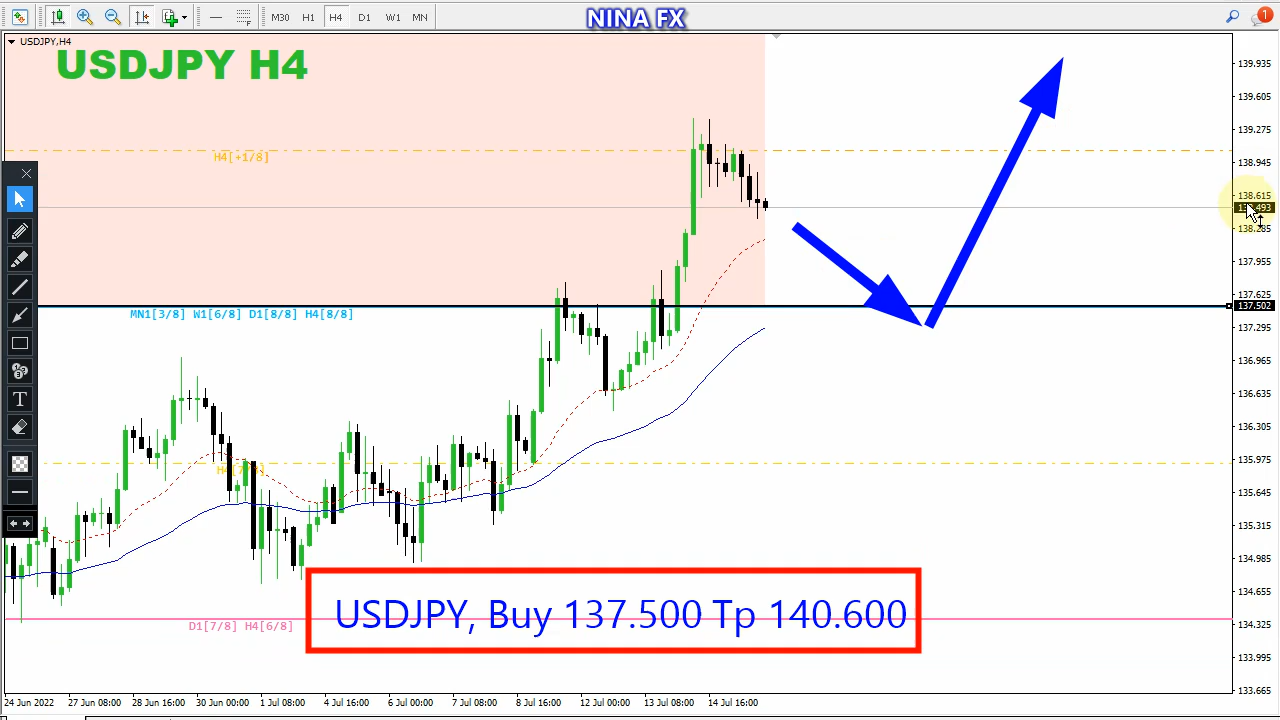 M30 H1 H4 D1 W1 MN
NINA FX
1
USDJPY,H4
USDJPY H4
139.935
139.605
139.275
H4[+1/8]
138.945
138.615
138.285
137.955
137.625
137.502
MN1[3/8] W1[6/8] D1[8/8] H4[8/8]
137.295
136.965
136.635
136.305
135.975
T
135.645
135.315
134.985
134.655
USDJPY, Buy 137.500 Tp 140.600
D1[7/8] H4[6/8]
134.325
133.995
133.665
24 Jun 2022 27 Jun 08:00 28 Jun 16:00 30 Jun 00:00 1 Jul 08:00 4 Jul 16:00 6 Jul 00:00 7 Jul 08:00 8 Jul 16:00 12 Jul 00:00 13 Jul 08:00 14 Jul 16:00